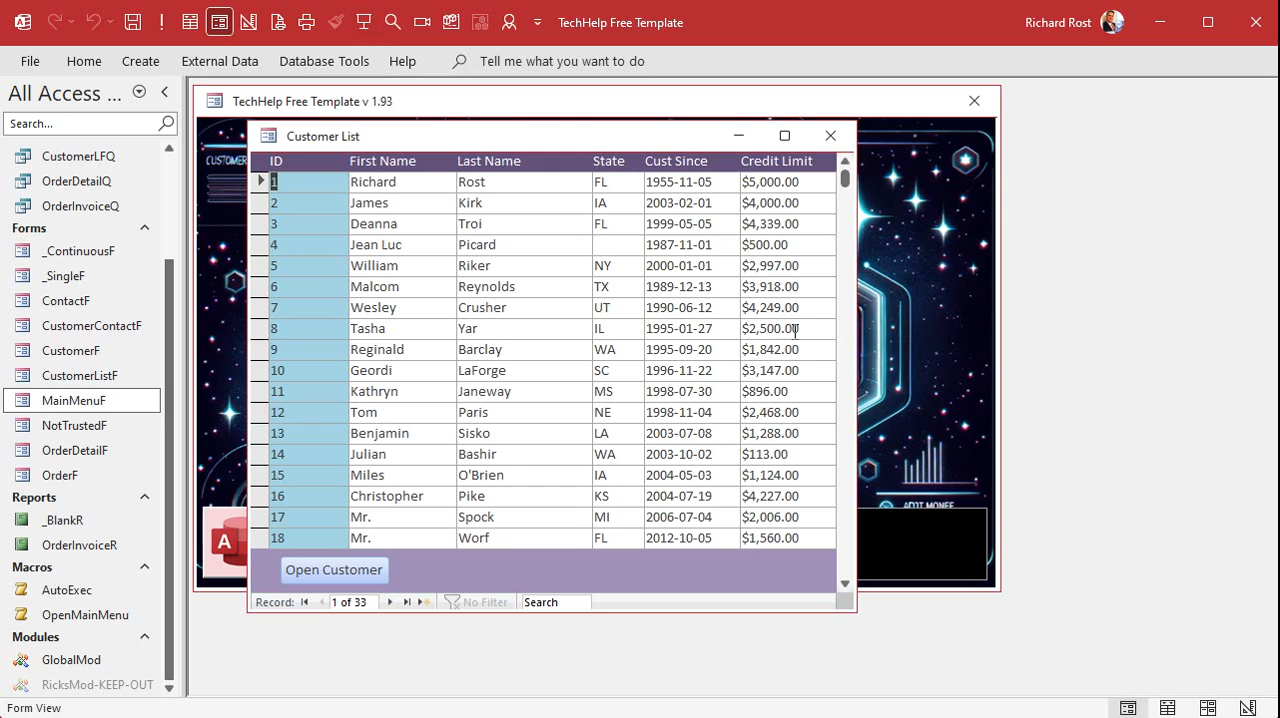 TechHelp Free Template
Richard Rost
File Home Create External Data Database Tools Help Tell me what you want to do
All Access ...
Search...
CustomerLFQ
OrderDetailQ
OrderInvoiceQ
Forms
_ContinuousF
_SingleF
ContactF
CustomerContactF
CustomerF
CustomerListF
MainMenuF
NotTrustedF
OrderDetailF
OrderF
Reports
_BlankR
OrderInvoiceR
Macros
AutoExec
OpenMainMenu
Modules
GlobalMod
RicksMod-KEEP-OUT
TechHelp Free Template v 1.93
Customer List
ID First Name Last Name State Cust Since Credit Limit
1 Richard Rost FL 1955-11-05 $5,000.00
2 James Kirk IA 2003-02-01 $4,000.00
3 Deanna Troi FL 1999-05-05 $4,339.00
4 Jean Luc Picard 1987-11-01 $500.00
5 William Riker NY 2000-01-01 $2,997.00
6 Malcom Reynolds TX 1989-12-13 $3,918.00
7 Wesley Crusher UT 1990-06-12 $4,249.00
8 Tasha Yar IL 1995-01-27 $2,500.00
9 Reginald Barclay WA 1995-09-20 $1,842.00
10 Geordi LaForge SC 1996-11-22 $3,147.00
11 Kathryn Janeway MS 1998-07-30 $896.00
12 Tom Paris NE 1998-11-04 $2,468.00
13 Benjamin Sisko LA 2003-07-08 $1,288.00
14 Julian Bashir WA 2003-10-02 $113.00
15 Miles O'Brien IA 2004-05-03 $1,124.00
16 Christopher Pike KS 2004-07-19 $4,227.00
17 Mr. Spock MI 2006-07-04 $2,006.00
18 Mr. Worf FL 2012-10-05 $1,560.00
Open Customer
Record: 1 of 33 No Filter Search
A
Form View